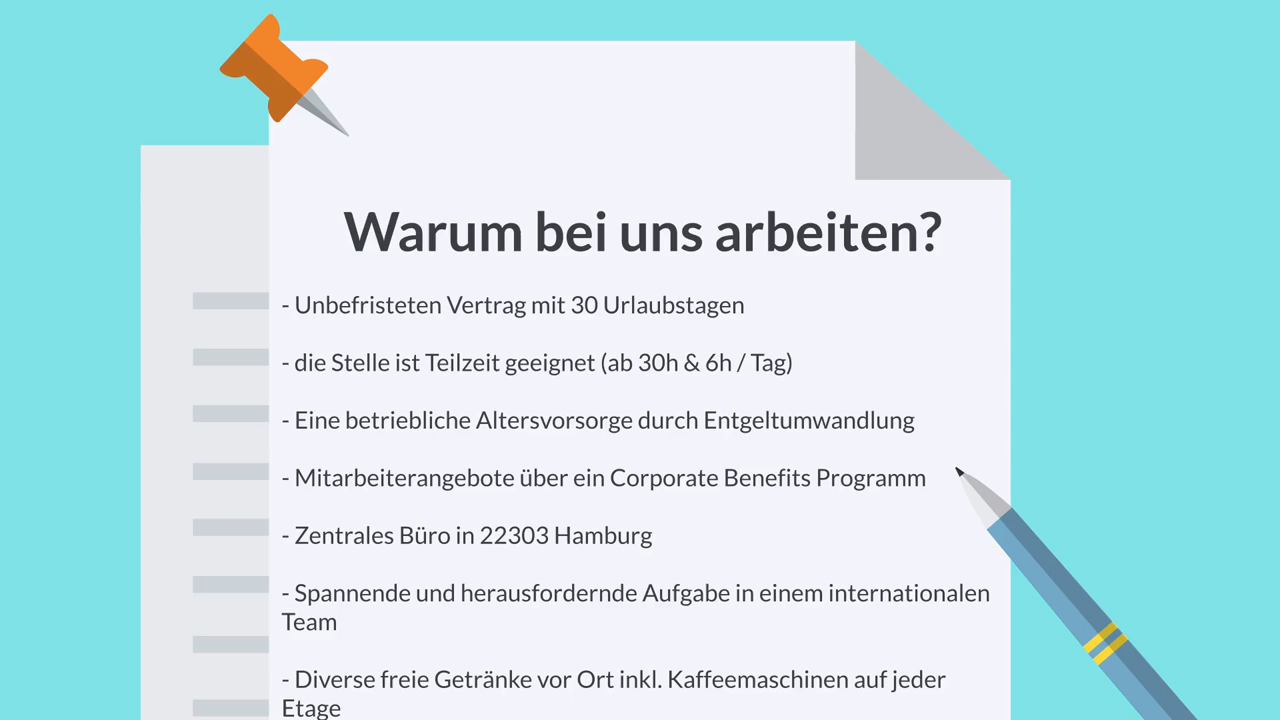 Warum bei uns arbeiten?
- Unbefristeten Vertrag mit 30 Urlaubstagen
- die Stelle ist Teilzeit geeignet (ab 30h & 6h / Tag)
- Eine betriebliche Altersvorsorge durch Entgeltumwandlung
- Mitarbeiterangebote über ein Corporate Benefits Programm
- Zentrales Büro in 22303 Hamburg
- Spannende und herausfordernde Aufgabe in einem internationalen
Team
- Diverse freie Getränke vor Ort inkl. Kaffeemaschinen auf jeder
Etage